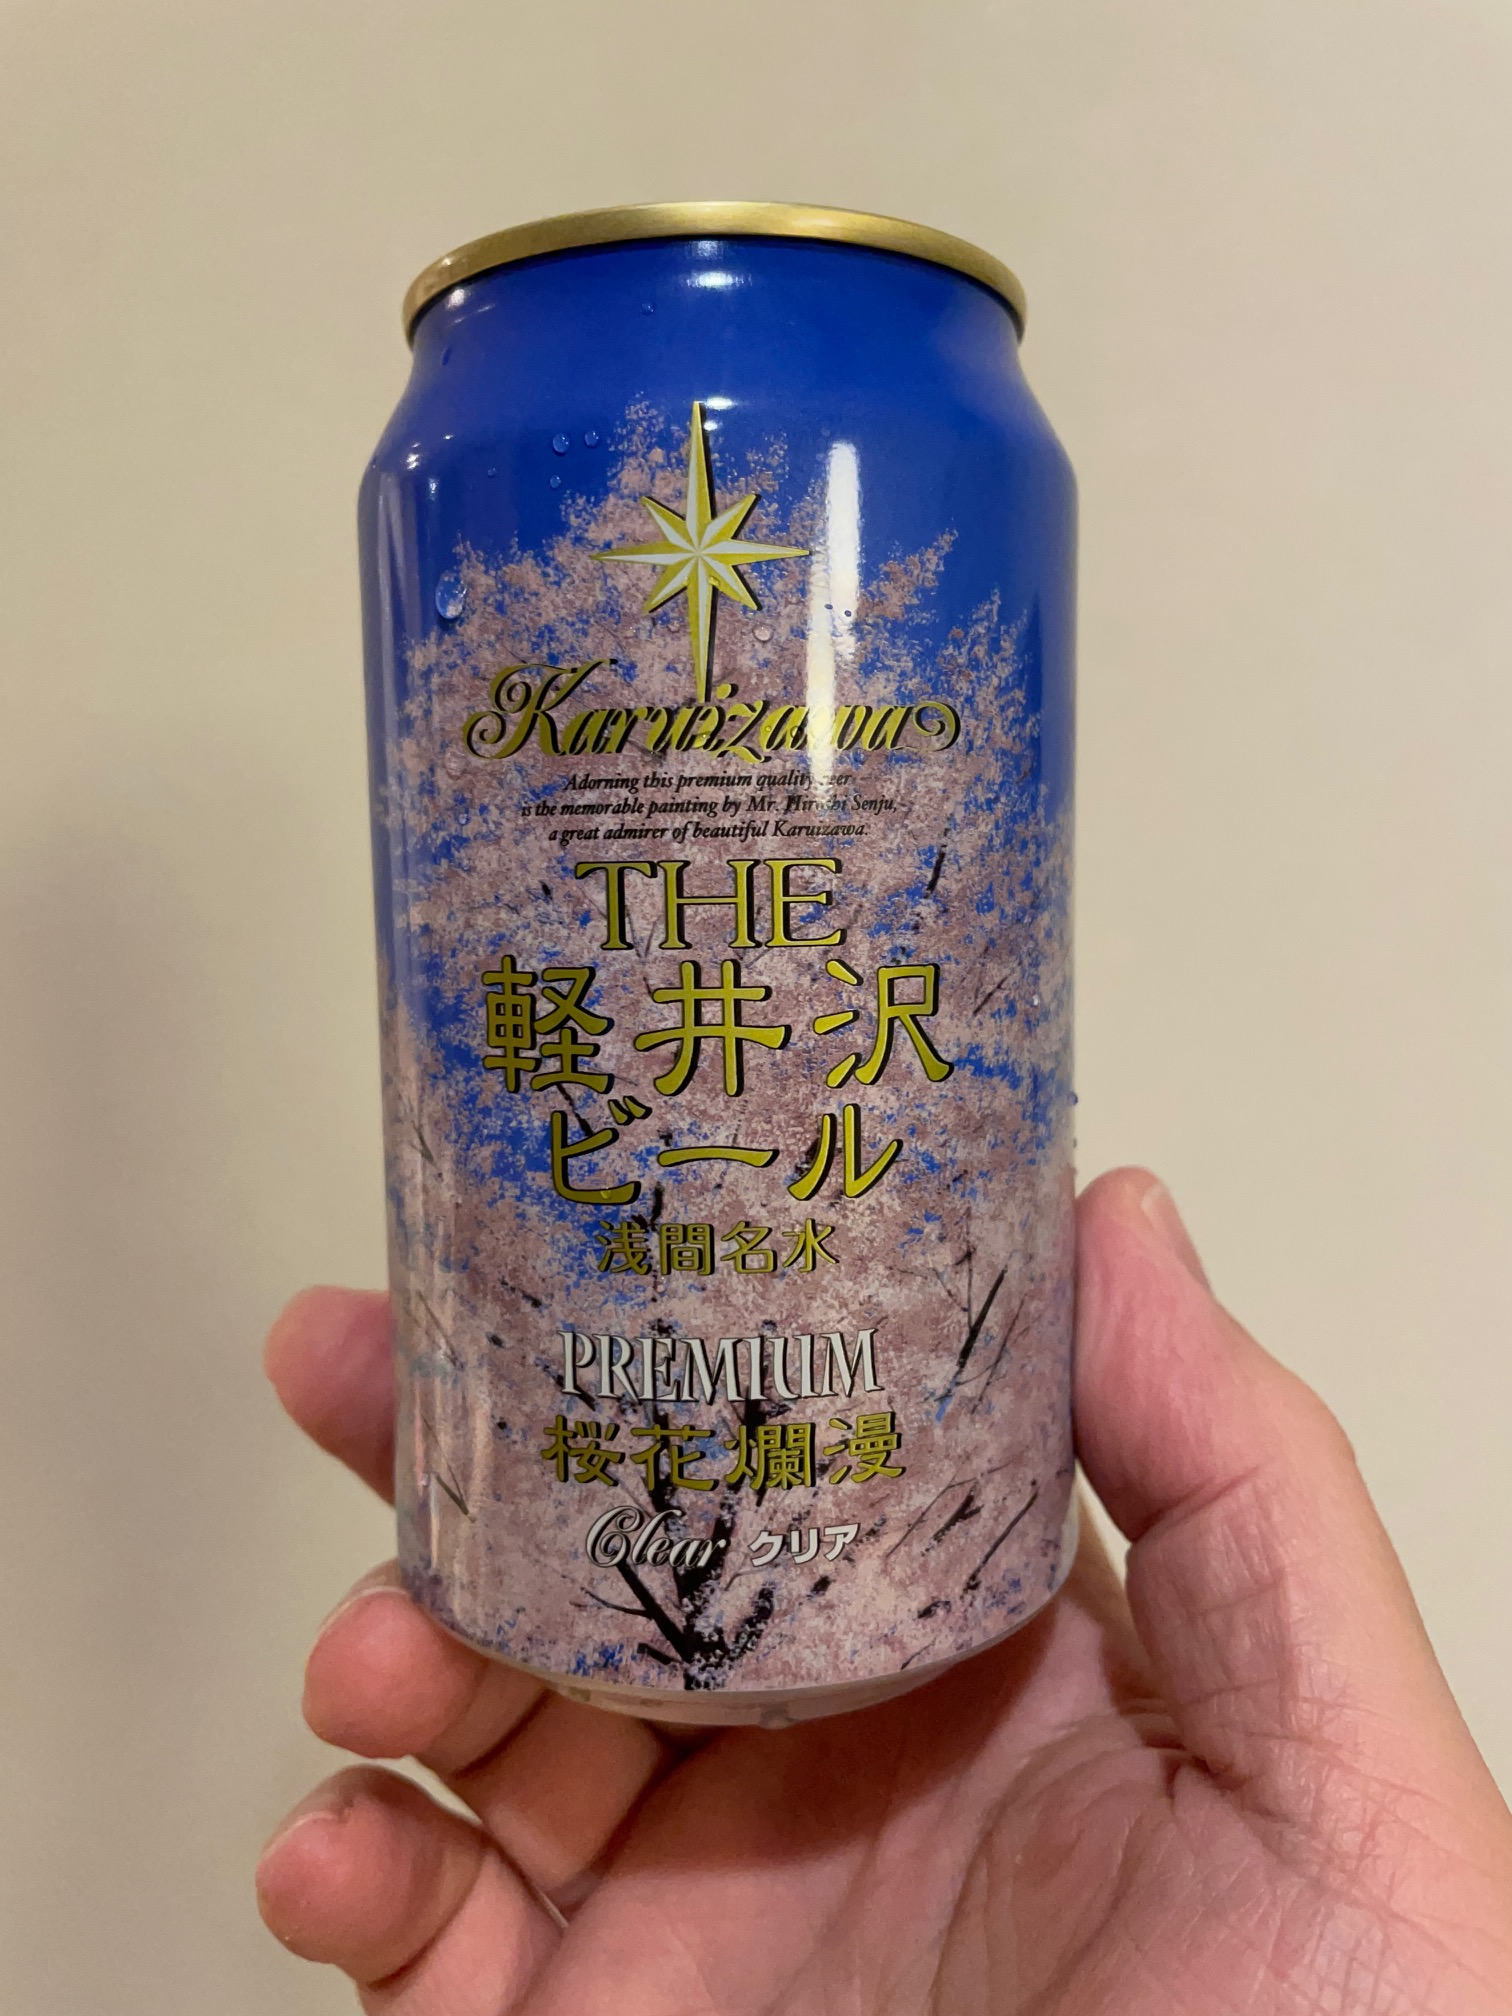 Karuizawa
Adorning this premium quality beer
is the memorable painting by Mr. Hiroshi Senju,
a great admirer of beautiful Karuizawa.
THE
軽井沢
ビール
浅間名水
PREMIUM
桜花爛漫
Clear クリア